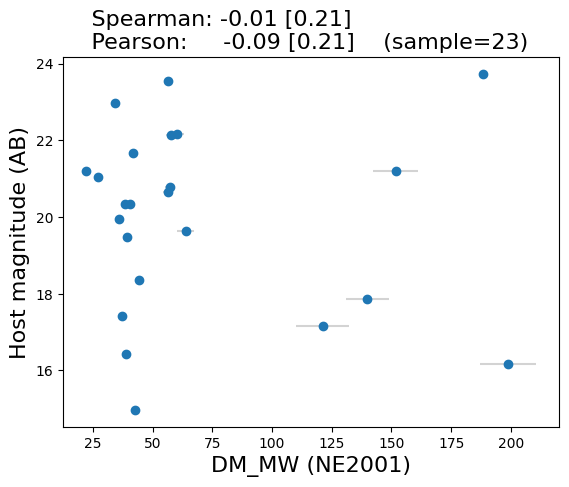 Spearman: -0.01 [0.21]
Pearson: -0.09 [0.21] (sample=23)
24
22
20
18
16
Host magnitude (AB)
25 50 75 100 125 150 175 200
DM_MW (NE2001)